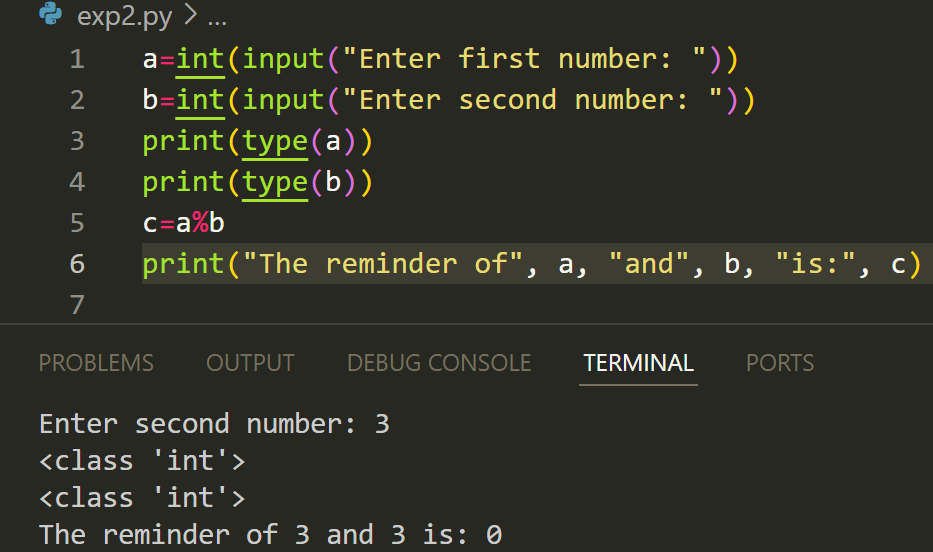 exp2.py > ...
1 a=int(input("Enter first number: "))
2 b=int(input("Enter second number: "))
3 print(type(a))
4 print(type(b))
5 c=a%b
6 print("The reminder of", a, "and", b, "is:", c)
7
PROBLEMS OUTPUT DEBUG CONSOLE TERMINAL PORTS
Enter second number: 3
<class 'int'>
<class 'int'>
The reminder of 3 and 3 is: 0